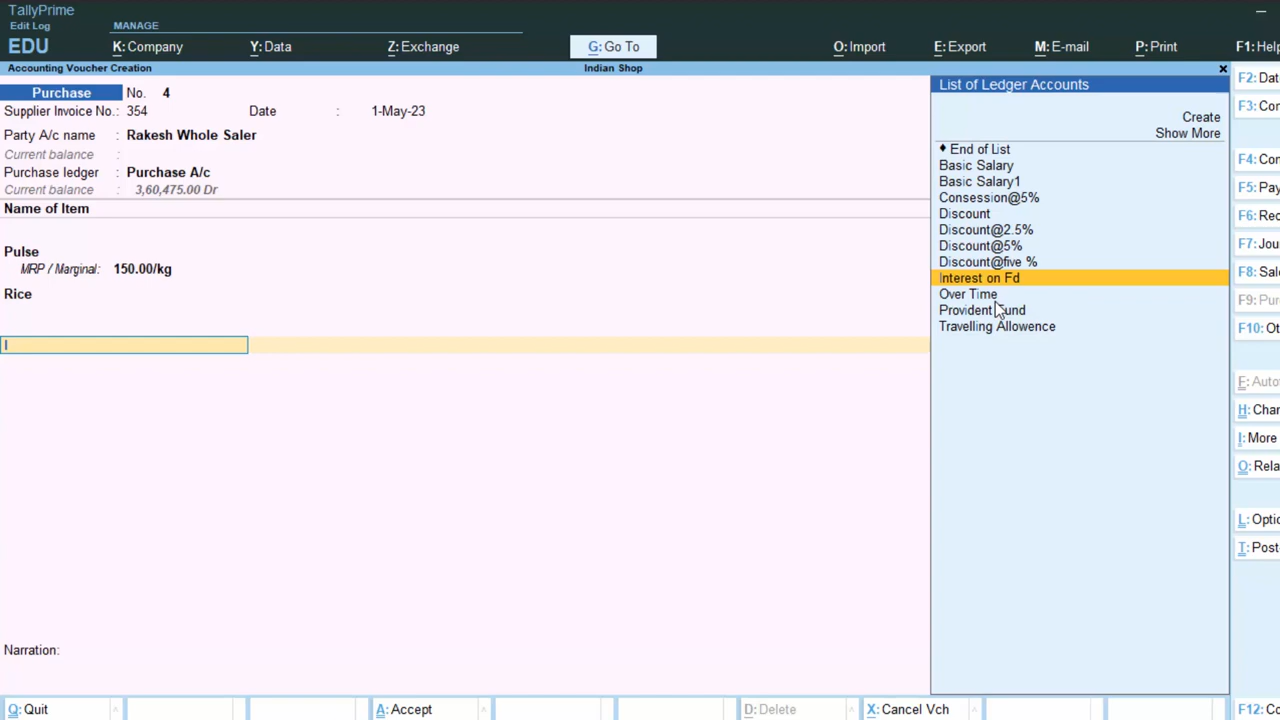 TallyPrime
Edit Log
MANAGE
EDU
K: Company
Y: Data
Z: Exchange
G: Go To
O: Import
E: Export
M: E-mail
P: Print
F1: Help
Accounting Voucher Creation
Indian Shop
Purchase No. 4
Supplier Invoice No.: 354 Date : 1-May-23
Party A/c name : Rakesh Whole Saler
Current balance :
Purchase ledger : Purchase A/c
Current balance : 3,60,475.00 Dr
Name of Item
Pulse
MRP / Marginal: 150.00/kg
Rice
Narration:
List of Ledger Accounts
Create
Show More
♦ End of List
Basic Salary
Basic Salary1
Consession@5%
Discount
Discount@2.5%
Discount@5%
Discount@five %
Interest on Fd
Over Time
Provident Fund
Travelling Allowence
F2: Dat
F3: Con
F4: Con
F5: Pay
F6: Rec
F7: Jou
F8: Sal
F9: Pur
F10: Ot
F: Auto
H: Char
I: More
O: Rela
L: Optio
T: Post
Q: Quit
A: Accept
D: Delete
X: Cancel Vch
F12: Co